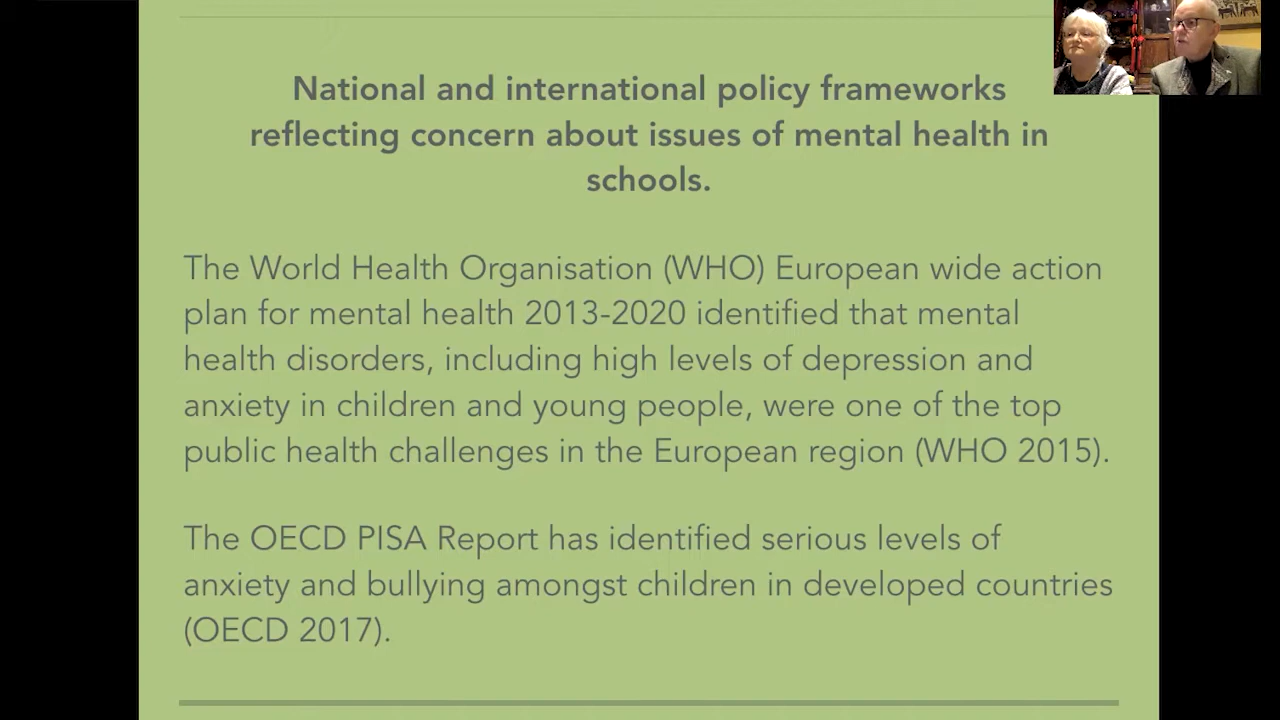 National and international policy frameworks
reflecting concern about issues of mental health in
schools.
The World Health Organisation (WHO) European wide action
plan for mental health 2013-2020 identified that mental
health disorders, including high levels of depression and
anxiety in children and young people, were one of the top
public health challenges in the European region (WHO 2015).
The OECD PISA Report has identified serious levels of
anxiety and bullying amongst children in developed countries
(OECD 2017).